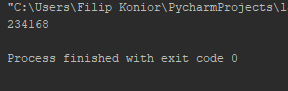 "C:\Users\Filip Konior\PycharmProjects\l
234168
Process finished with exit code 0